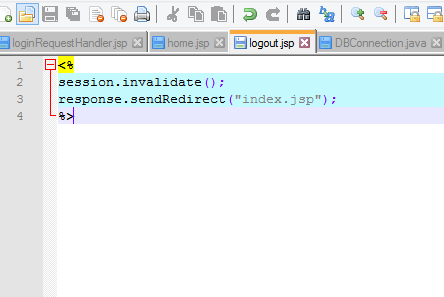 loginRequestHandler.jsp home.jsp logout.jsp DBConnection.java
1 <%
2 session.invalidate();
3 response.sendRedirect("index.jsp");
4 %>